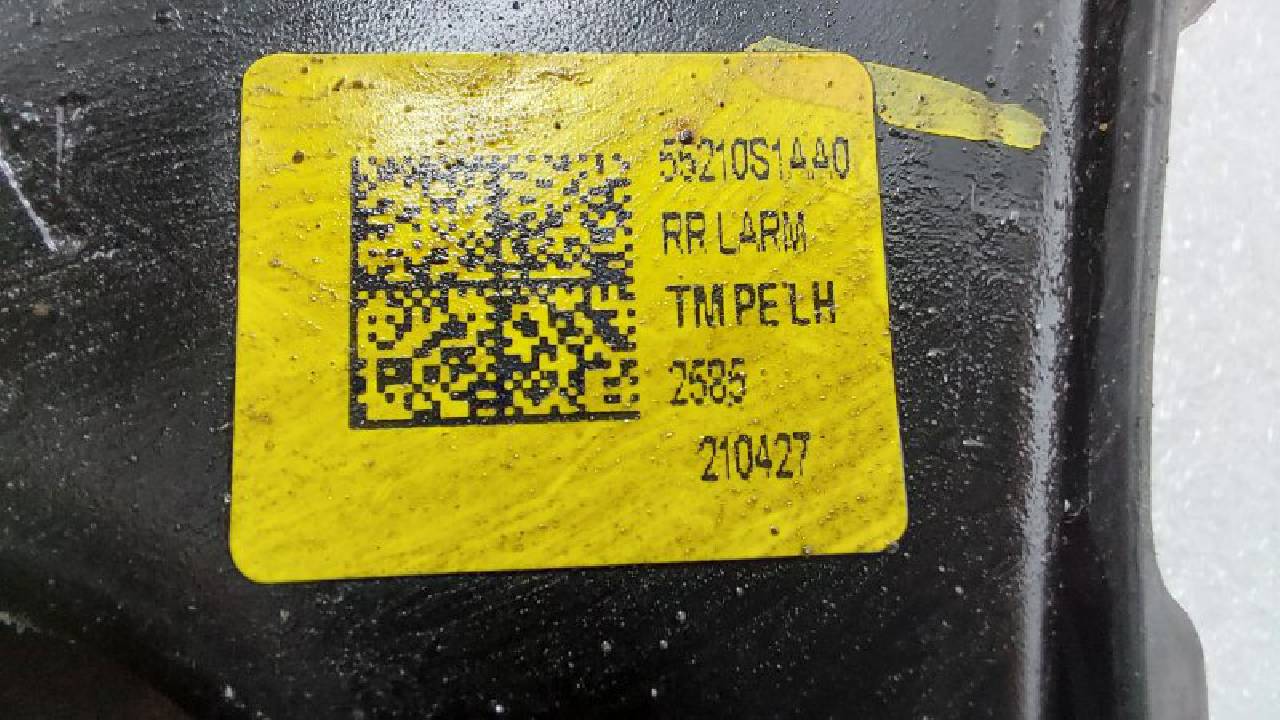 55210S1AA0
RR LARM
TM PE LH
2585
210427